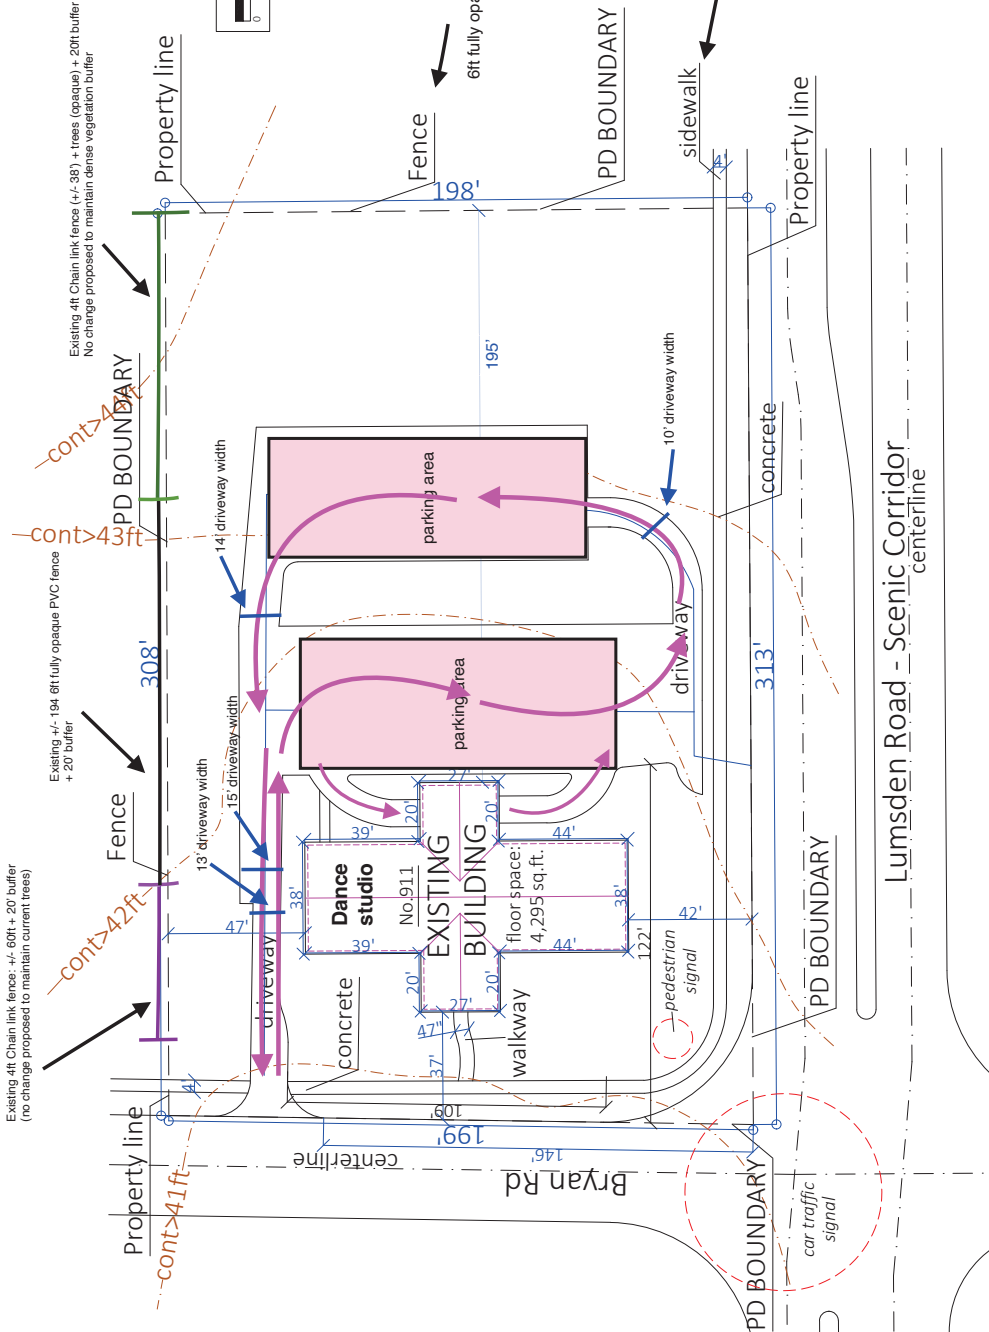 Existing 4ft Chain link fence: +/- 60ft + 20' buffer
(no change proposed to maintain current trees)
Existing +/-194 6ft fully opaque PVC fence
+ 20' buffer
Existing 4ft Chain link fence (+/- 38') + trees (opaque) + 20ft buffer
No change proposed to maintain dense vegetation buffer
0
6ft fully opa
Property line
Fence
PD BOUNDARY
Property line
Fence
PD BOUNDARY
sidewalk
Property line
cont>41ft
cont>42ft
cont>43ft
cont>44ft
308'
198'
4'
195'
313'
199'
146'
109'
4'
47'
13' driveway width
15' driveway width
14' driveway width
10' driveway width
driveway
driveway
parking area
parking area
concrete
concrete
Dance
studio
No.911
EXISTING
BUILDING
floor space:
4,295 sq.ft.
39'
39'
38'
38'
44'
44'
20'
20'
20'
20'
27'
27'
47"
37'
walkway
42'
122'
pedestrian
signal
PD BOUNDARY
PD BOUNDARY
car traffic
signal
centerline
Bryan Rd
Lumsden Road - Scenic Corridor
centerline